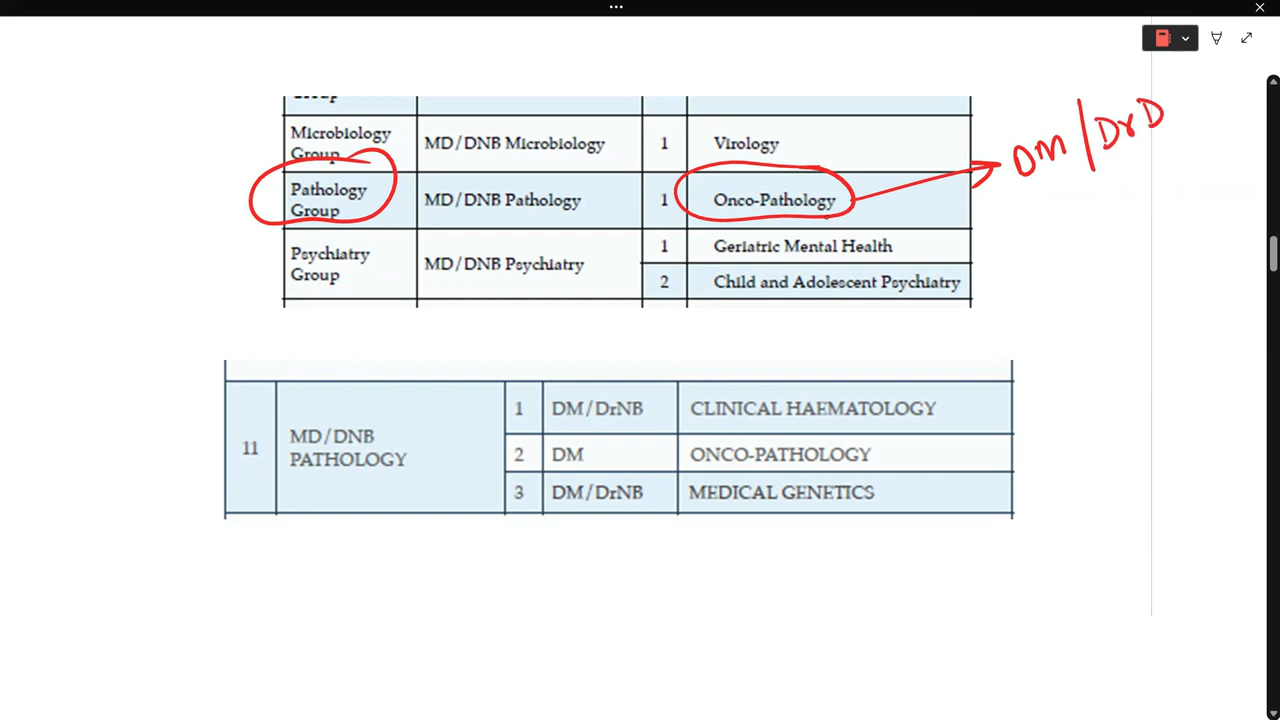 Group
Microbiology
Group
MD/DNB Microbiology
1
Virology
Pathology
Group
MD/DNB Pathology
1
Onco-Pathology
DM/DrD
Psychiatry
Group
MD/DNB Psychiatry
1
Geriatric Mental Health
2
Child and Adolescent Psychiatry
11
MD/DNB
PATHOLOGY
1
DM/DrNB
CLINICAL HAEMATOLOGY
2
DM
ONCO-PATHOLOGY
3
DM/DrNB
MEDICAL GENETICS